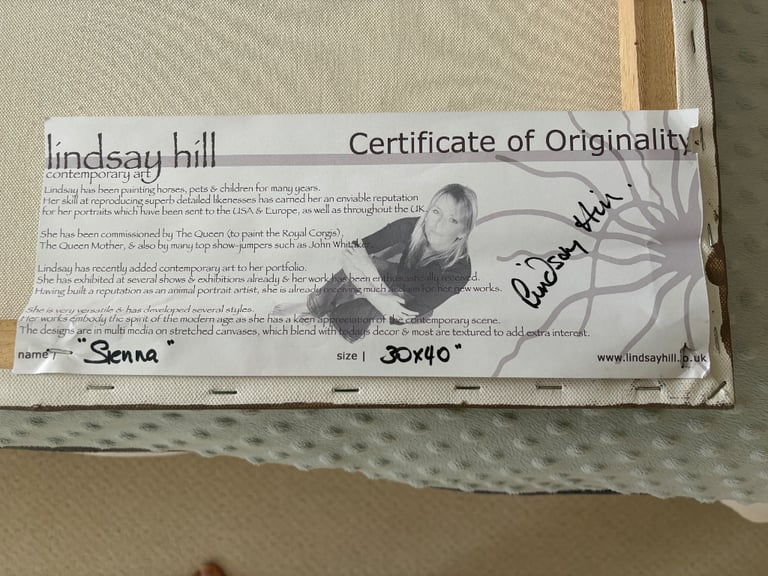 lindsay hill
Certificate of Originality
contemporary art
Lindsay has been painting horses, pets & children for many years.
Her skill at reproducing superb detailed likenesses has earned her an enviable reputation
for her portraits which have been sent to the USA & Europe, as well as throughout the UK.
She has been commissioned by The Queen (to paint the Royal Corgis),
The Queen Mother, & also by many top show-jumpers such as John Whitaker.
Lindsay has recently added contemporary art to her portfolio.
She has exhibited at several shows & exhibitions already & her work has been enthusiastically received.
Having built a reputation as an animal portrait artist, she is already receiving much acclaim for her new works.
She is very versatile & has developed several styles.
Her works embody the spirit of the modern age as she has a keen appreciation of the contemporary scene.
The designs are in multi media on stretched canvases, which blend with todays decor & most are textured to add extra interest.
Lindsay Hill.
name | "Sienna"
size | 30x40"
www.lindsayhill.co.uk